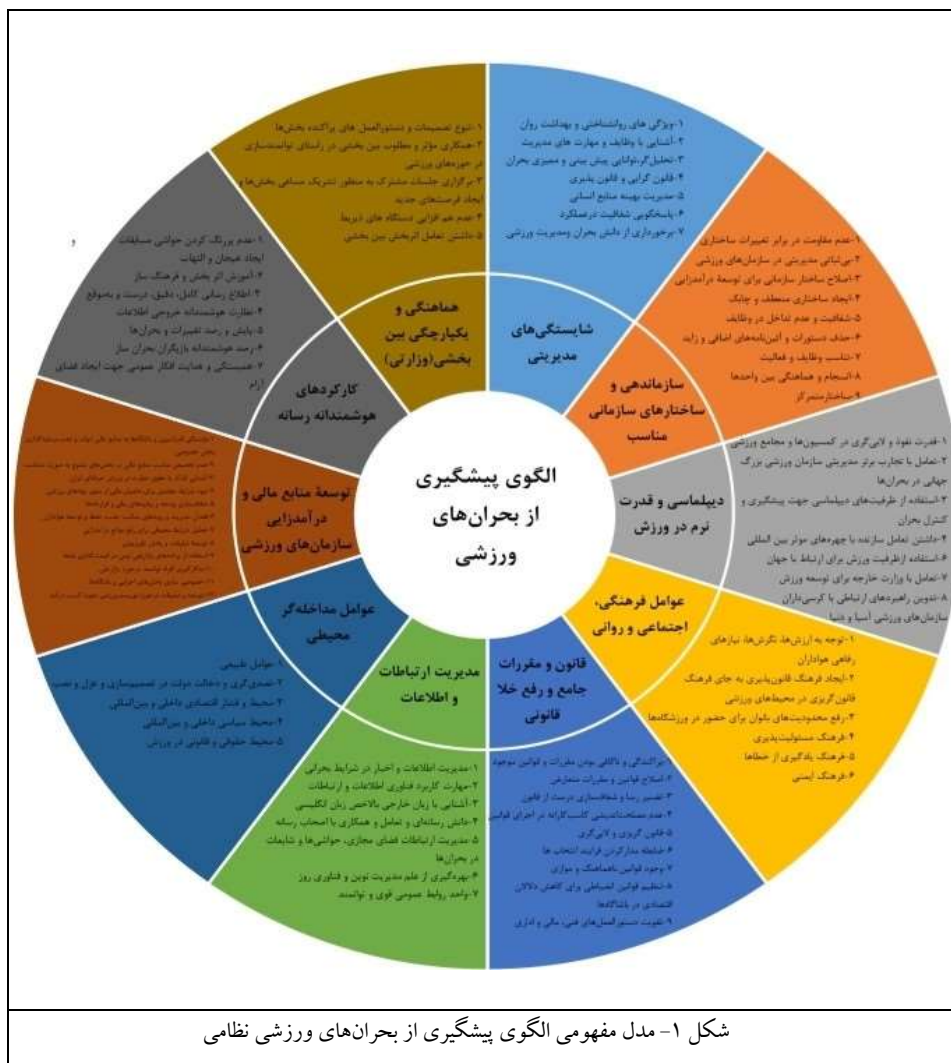 الگوی پیشگیری
از بحران‌های
ورزشی
شایستگی‌های
مدیریتی
۱-ویژگی های روانشناختی و بهداشت روان
۲-آشنایی با وظایف و مهارت های مدیریت
۳-تحلیل‌گر،توانایی پیش بینی و ممیزی بحران
۴-قانون گرایی و قانون پذیری
۵-مدیریت بهینه منابع انسانی
۶-پاسخگویی شفافیت درعملکرد
۷-برخورداری از دانش بحران ومدیریت ورزشی.
سازماندهی و
ساختارهای سازمانی
مناسب
۱-عدم مقاومت در برابر تغییرات ساختاری
۲-بی‌ثباتی مدیریتی در سازمان‌های ورزشی
۳-اصلاح ساختار سازمانی برای توسعهٔ درآمدزایی
۴-ایجاد ساختاری منعطف و چابک
۵-شفافیت و عدم تداخل در وظایف
۶-حذف دستورات و آئین‌نامه‌های اضافی و زاید
۷-تناسب وظایف و فعالیت
۸-انسجام و هماهنگی بین واحدها
۹-ساختارمتمرکز
دیپلماسی و قدرت
نرم در ورزش
۱-قدرت نفوذ و لابی‌گری در کمسیون‌ها و مجامع ورزشی
۲-تعامل با تجارب برتر مدیریتی سازمان ورزشی بزرگ
جهانی در بحران‌ها
۳-استفاده از ظرفیت‌های دیپلماسی جهت پیشگیری و
کنترل بحران
۴-داشتن تعامل سازنده با چهره‌های موثر بین المللی
۶-استفاده ازظرفیت ورزش برای ارتباط با جهان
۷-تعامل با وزارت خارجه برای توسعه ورزش
۸-تدوین راهبردهای ارتباطی با کرسی‌داران
سازمان‌های ورزشی آسیا و دنیا
عوامل فرهنگی،
اجتماعی و روانی
۱-توجه به ارزش‌ها، نگرش‌ها، نیازهای
رفاهی هواداران
۲-ایجاد فرهنگ قانون‌پذیری به جای فرهنگ
قانون‌گریزی در محیط‌های ورزشی
۳-رفع محدودیت‌های بانوان برای حضور در ورزشگاه‌ها
۴-فرهنگ مسئولیت‌پذیری
۵-فرهنگ یادگیری از خطاها
۶-فرهنگ ایمنی
قانون و مقررات
جامع و رفع خلا
قانونی
۱-پراکندگی و ناکافی بودن مقررات و قوانین موجود
۲-اصلاح قوانین و مقررات متعارض
۳-تفسیر رسا و شفاف‌سازی درست از قانون
۴-عدم مصلحت‌اندیشی کاسب‌کارانه در اجرای قوانین
۵-قانون گریزی و لابی‌گری
۶-ضابطه مدارکردن فرایند انتخاب ها
۷-وجود قوانین ناهماهنگ و موازی
۸-تنظیم قوانین انضباطی برای کاهش دلالان
اقتصادی در باشگاه‌ها
۹-تقویت دستورالعمل‌های فنی، مالی و اداری
مدیریت ارتباطات
و اطلاعات
۱-مدیریت اطلاعات و اخبار در شرایط بحرانی
۲-مهارت کاربرد فناوری اطلاعات و ارتباطات
۳-آشنایی با زبان خارجی بالاخص زبان انگلیسی
۴-دانش رسانه‌ای و تعامل و همکاری با اصحاب رسانه
۵-مدیریت ارتباطات فضای مجازی، حواشی‌ها و شایعات
در بحران‌ها
۶-بهره‌گیری از علم مدیریت نوین و فناوری روز
۷-واحد روابط عمومی قوی و توانمند
عوامل مداخله‌گر
محیطی
۱-عوامل طبیعی
۲-تصدی‌گری و دخالت دولت در تصمیم‌سازی و عزل و نصب
۳-محیط و فشار اقتصادی داخلی و بین‌المللی
۴-محیط سیاسی داخلی و بین‌المللی
۵-محیط حقوقی و قانونی در ورزش
توسعهٔ منابع مالی و
درآمدزایی
سازمان‌های ورزشی
کارکردهای
هوشمندانه رسانه
۱-عدم پررنگ کردن حواشی مسابقات و
ایجاد هیجان و التهاب
۲-آموزش اثر بخش و فرهنگ ساز
۳-اطلاع رسانی کامل، دقیق، درست و به‌موقع
۴-نظارت هوشمندانه خروجی اطلاعات
۵-پایش و رصد تغییرات و بحران‌ها
۶-رصد هوشمندانه بازیگران بحران ساز
۷-همبستگی و هدایت افکار عمومی جهت ایجاد فضای
آرام
هماهنگی و
یکپارچگی بین
بخشی(وزارتی)
۱-تنوع تصمیمات و دستورالعمل های پراکنده بخش‌ها
۲-همکاری مؤثر و مطلوب بین بخشی در راستای توانمندسازی
در حوزه‌های ورزشی
۳-برگزاری جلسات مشترک به منظور تشریک مساعی بخش‌ها و
ایجاد فرصت‌های جدید
۴-عدم هم افزایی دستگاه های ذیربط
۵-داشتن تعامل اثربخش بین بخشی
شکل ۱- مدل مفهومی الگوی پیشگیری از بحران‌های ورزشی نظامی